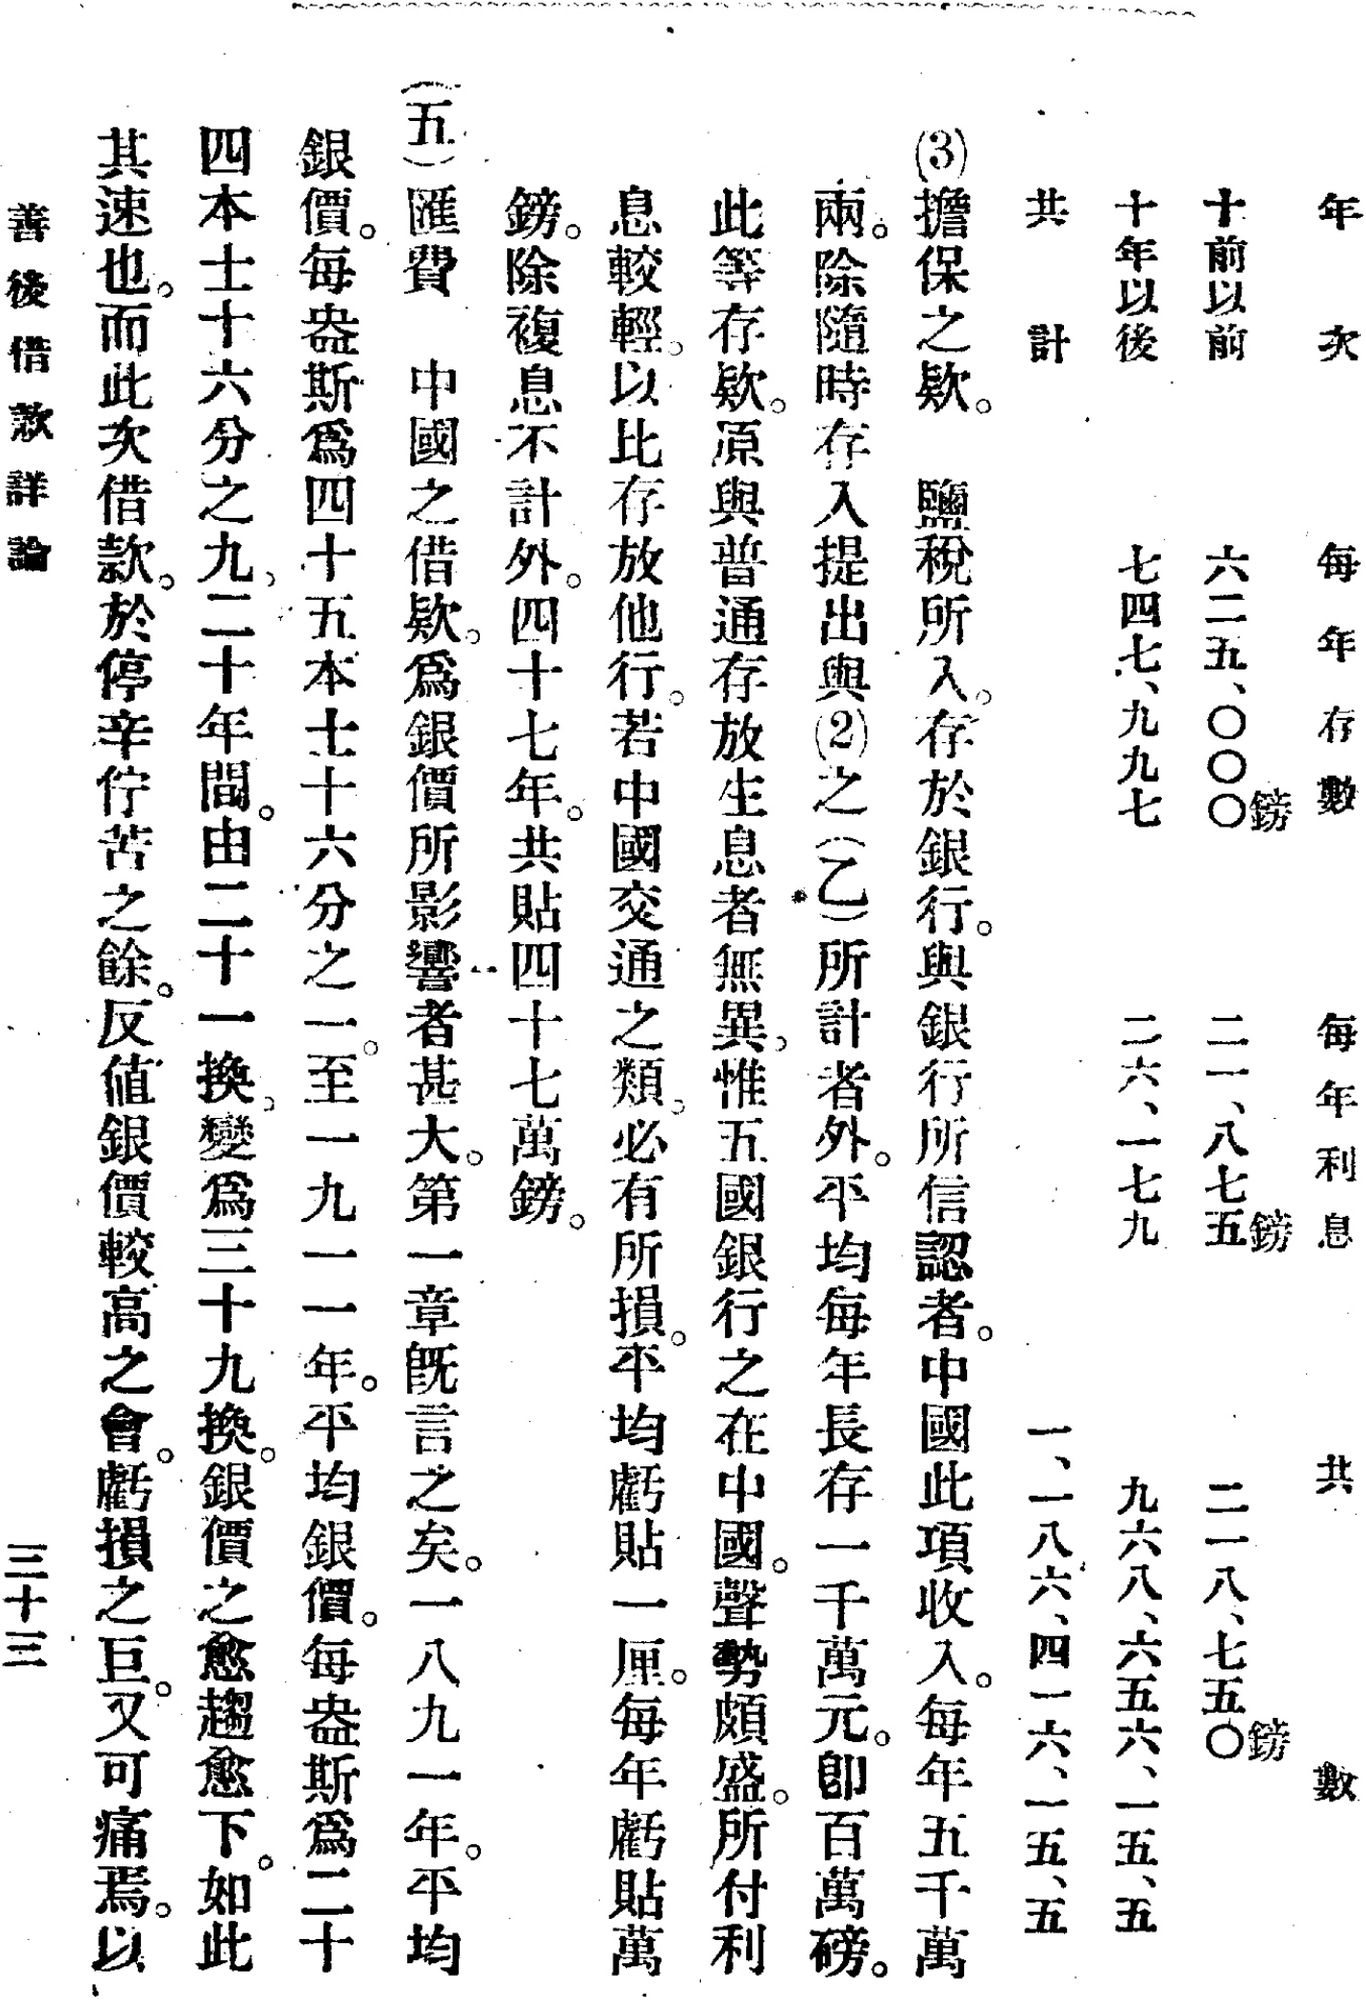 年次　每年存數　每年利息　共數
十前以前　六二五、〇〇〇鎊　二一、八七五鎊　二一八、七五〇鎊
十年以後　七四七、九九七　二六、一七九　九六八、六五六、一五、五
共計　一、一八六、四一六、一五、五
(3)擔保之欵。　鹽稅所入。存於銀行。與銀行所信認者。中國此項收入。每年五千萬
兩。除隨時存入提出與(2)之(乙)所計者外。平均每年長存一千萬元。卽百萬磅。
此等存欵。原與普通存放生息者無異。惟五國銀行之在中國。聲勢頗盛。所付利
息較輕。以比存放他行。若中國交通之類。必有所損。平均虧貼一厘。每年虧貼萬
鎊。除複息不計外。四十七年。共貼四十七萬鎊。
(五)匯費　中國之借欵。爲銀價所影響者甚大。第一章旣言之矣。一八九一年。平均
銀價。每盎斯爲四十五本士十六分之一。至一九一一年。平均銀價。每盎斯爲二十
四本士十六分之九。二十年間。由二十一換。變爲三十九換。銀價之愈趨愈下。如此
其速也。而此次借款。於停辛佇苦之餘。反値銀價較高之會。虧損之巨。又可痛焉。以
善後借款詳論　三十三